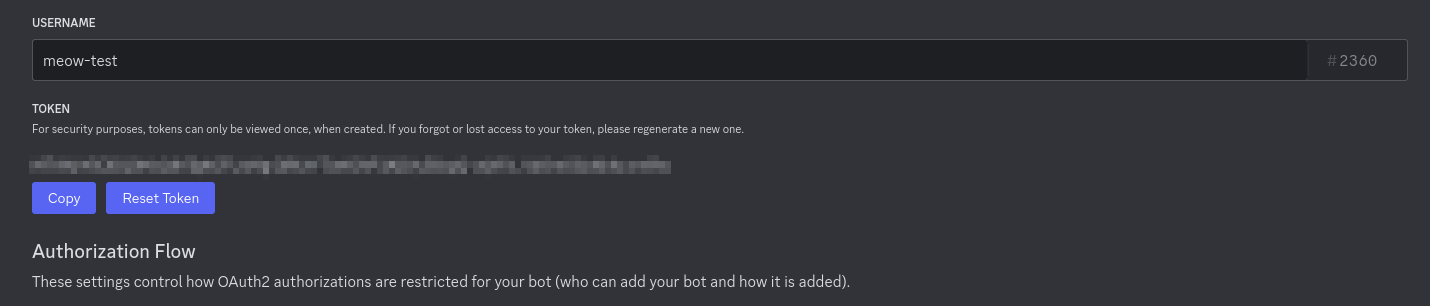 USERNAME
meow-test #2360
TOKEN
For security purposes, tokens can only be viewed once, when created. If you forgot or lost access to your token, please regenerate a new one.
Copy Reset Token
Authorization Flow
These settings control how OAuth2 authorizations are restricted for your bot (who can add your bot and how it is added).